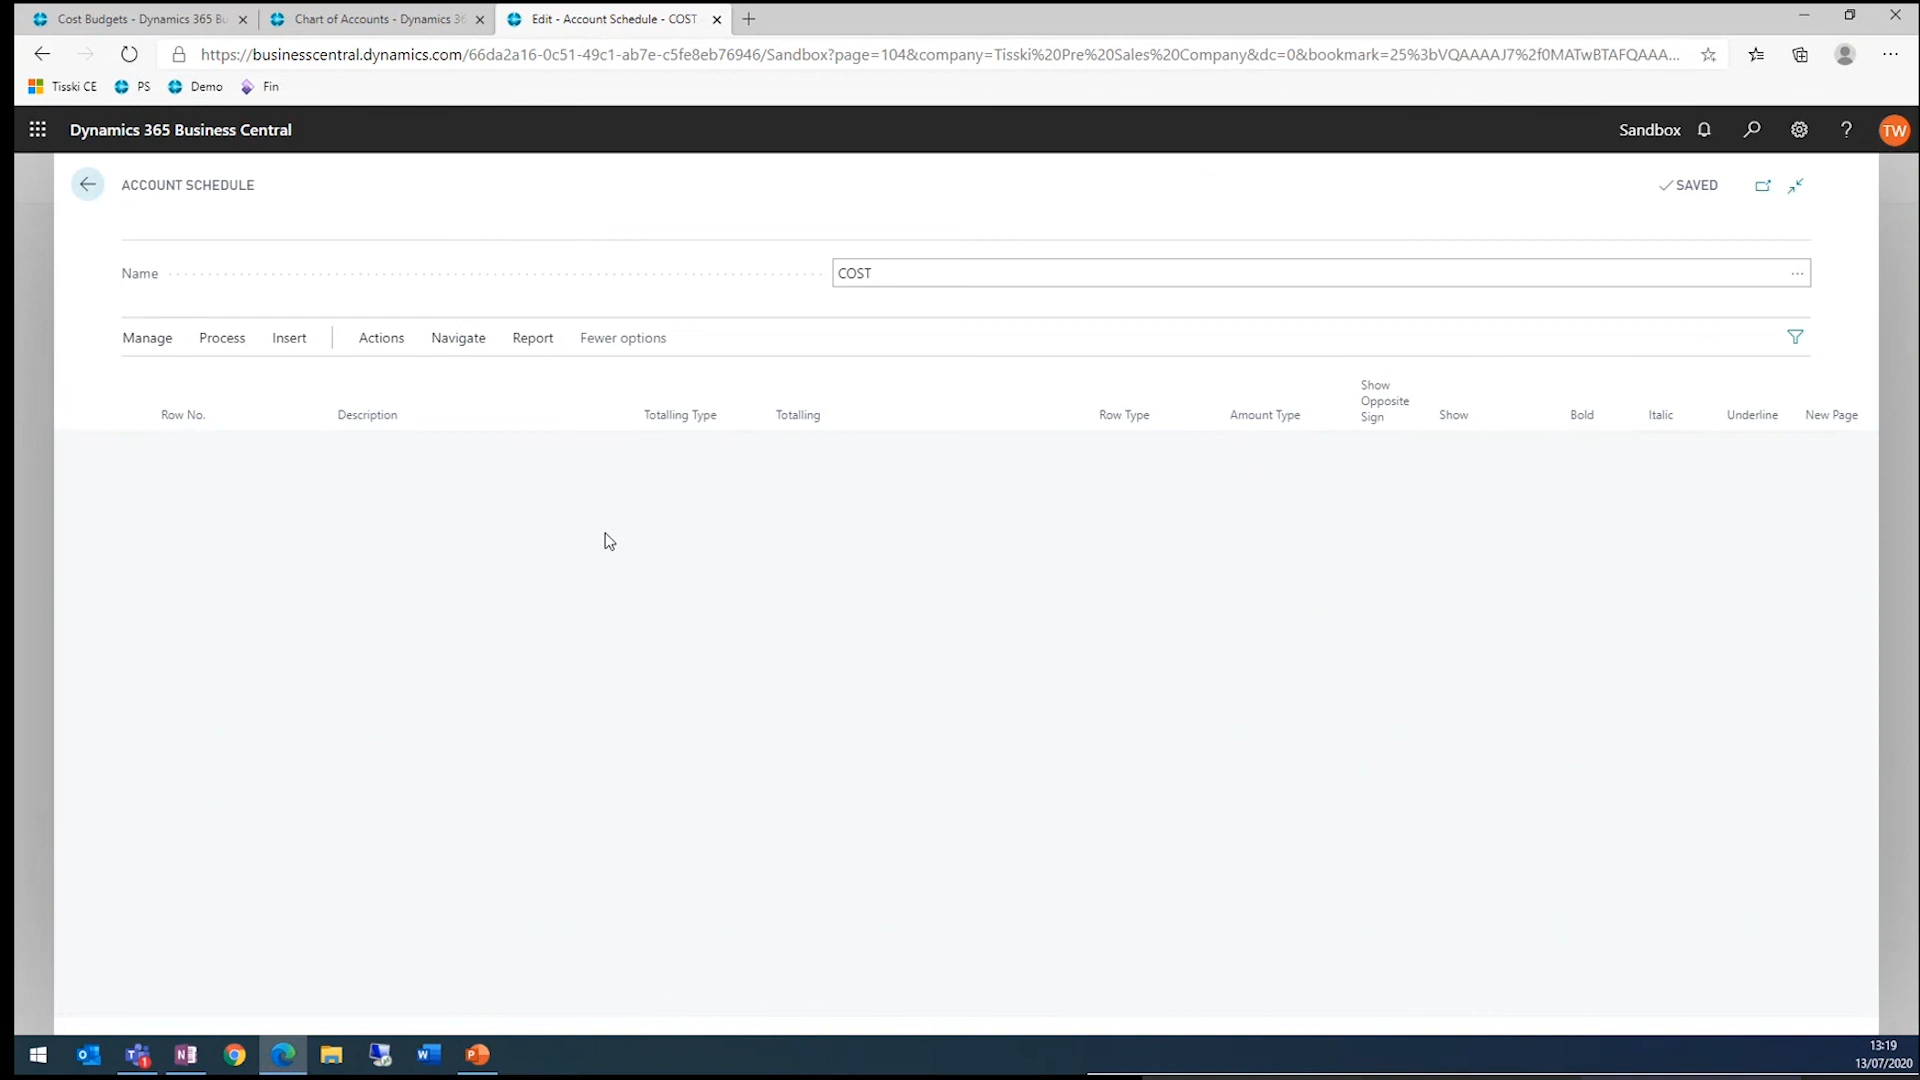 Cost Budgets - Dynamics 365 Bu
Chart of Accounts - Dynamics 36
Edit - Account Schedule - COST
https://businesscentral.dynamics.com/66da2a16-0c51-49c1-ab7e-c5fe8eb76946/Sandbox?page=104&company=Tisski%20Pre%20Sales%20Company&dc=0&bookmark=25%3bVQAAAAJ7%2f0MATwBTAFQAAA...
Tisski CE
PS
Demo
Fin
Dynamics 365 Business Central
Sandbox
?
TW
ACCOUNT SCHEDULE
SAVED
Name
COST
Manage
Process
Insert
Actions
Navigate
Report
Fewer options
Row No.
Description
Totalling Type
Totalling
Row Type
Amount Type
Show
Opposite
Sign
Show
Bold
Italic
Underline
New Page
13:19
13/07/2020